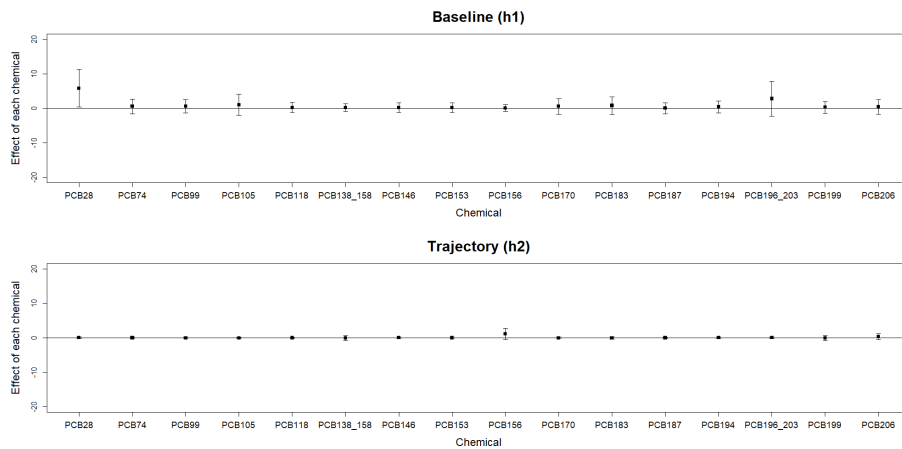 Baseline (h1)
Effect of each chemical
20
10
0
-10
-20
PCB28 PCB74 PCB99 PCB105 PCB118 PCB138_158 PCB146 PCB153 PCB156 PCB170 PCB183 PCB187 PCB194 PCB196_203 PCB199 PCB206
Chemical
Trajectory (h2)
Effect of each chemical
20
10
0
-10
-20
PCB28 PCB74 PCB99 PCB105 PCB118 PCB138_158 PCB146 PCB153 PCB156 PCB170 PCB183 PCB187 PCB194 PCB196_203 PCB199 PCB206
Chemical